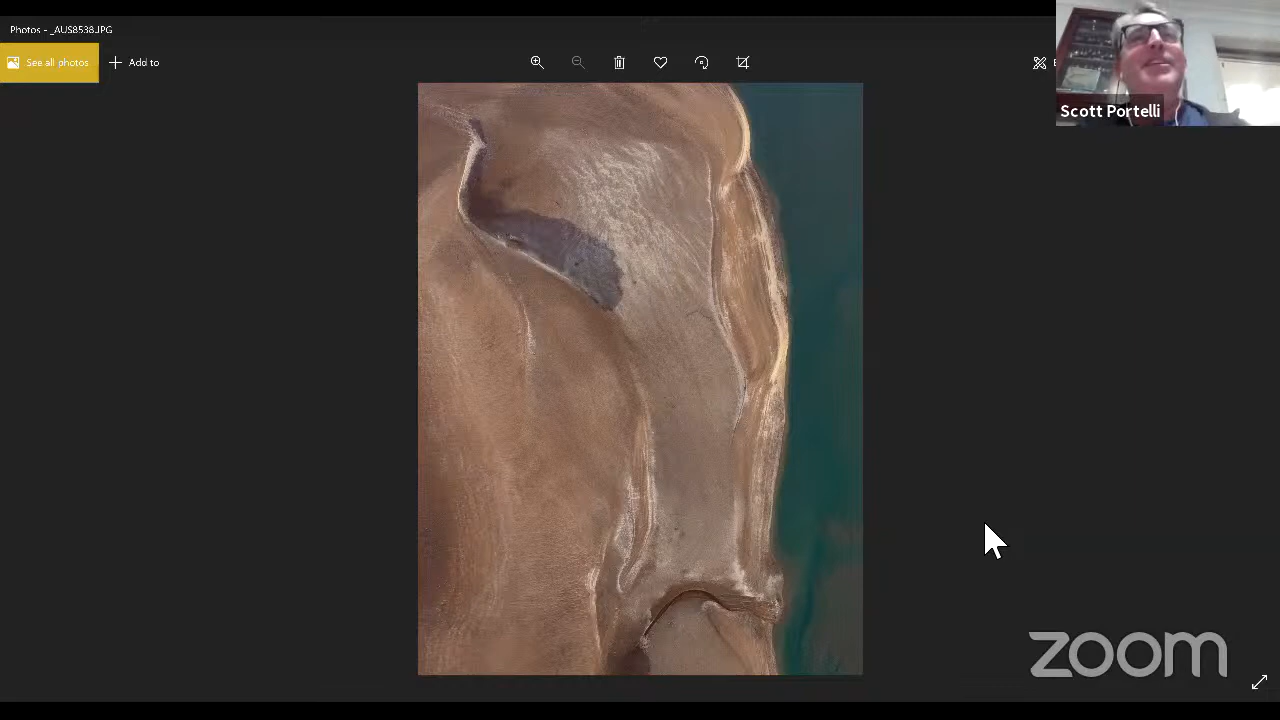 Photos - _AUS8538.JPG
See all photos
Add to
Scott Portelli
zoom